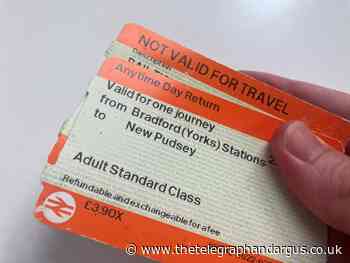 NOT VALID FOR TRAVEL
Description
Anytime Day Return
Valid for one journey
from Bradford (Yorks) Stations
to New Pudsey
Adult Standard Class
Refundable and exchangeable for a fee
£3.90X
www.thetelegraphandargus.co.uk